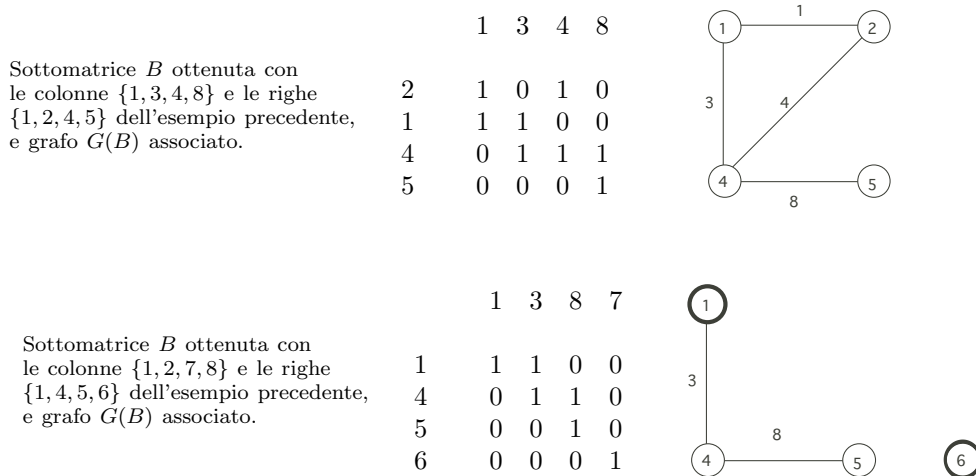 1 3 4 8
Sottomatrice B ottenuta con
le colonne {1, 3, 4, 8} e le righe
{1, 2, 4, 5} dell'esempio precedente,
e grafo G(B) associato.
2 1 0 1 0
1 1 1 0 0
4 0 1 1 1
5 0 0 0 1
1
1 2
3 4
4 5
8
1 3 8 7
Sottomatrice B ottenuta con
le colonne {1, 2, 7, 8} e le righe
{1, 4, 5, 6} dell'esempio precedente,
e grafo G(B) associato.
1 1 1 0 0
4 0 1 1 0
5 0 0 1 0
6 0 0 0 1
1
3
8
4 5 6